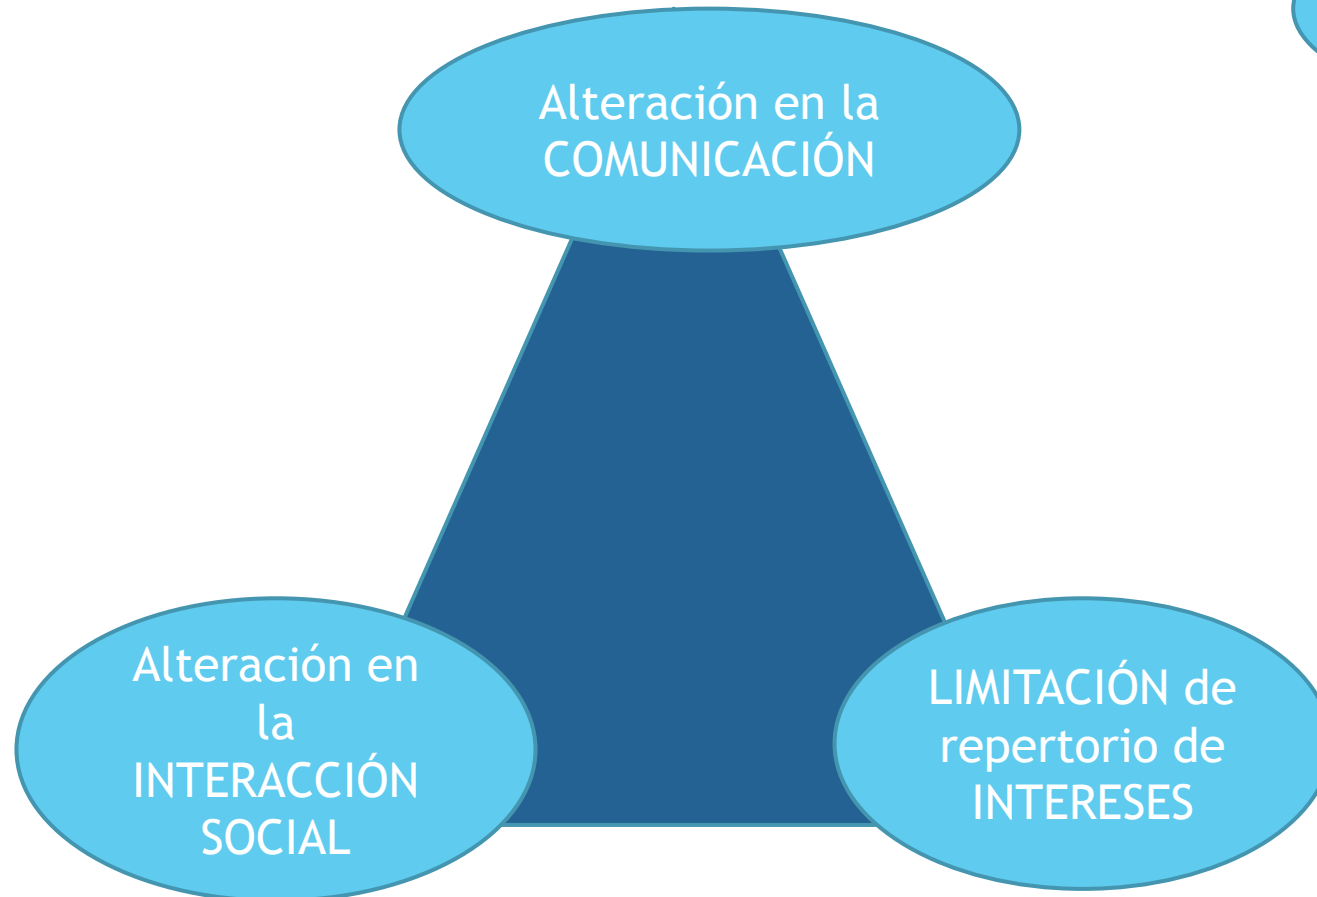 Alteración en la
COMUNICACIÓN
Alteración en
la
INTERACCIÓN
SOCIAL
LIMITACIÓN de
repertorio de
INTERESES